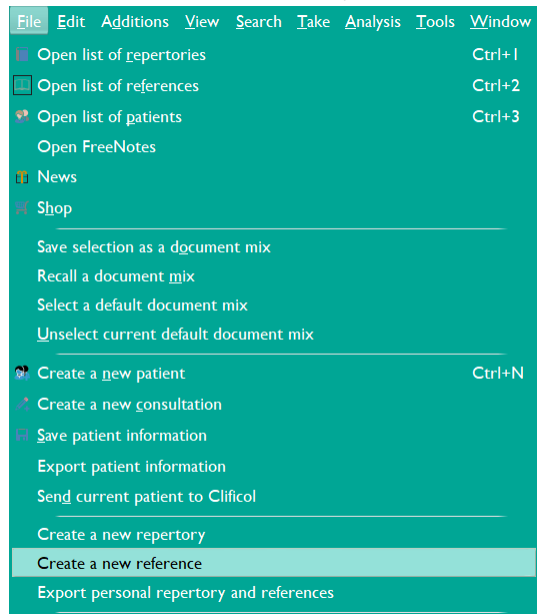 File Edit Additions View Search Take Analysis Tools Window
Open list of repertories Ctrl+1
Open list of references Ctrl+2
Open list of patients Ctrl+3
Open FreeNotes
News
Shop
Save selection as a document mix
Recall a document mix
Select a default document mix
Unselect current default document mix
Create a new patient Ctrl+N
Create a new consultation
Save patient information
Export patient information
Send current patient to Clificol
Create a new repertory
Create a new reference
Export personal repertory and references